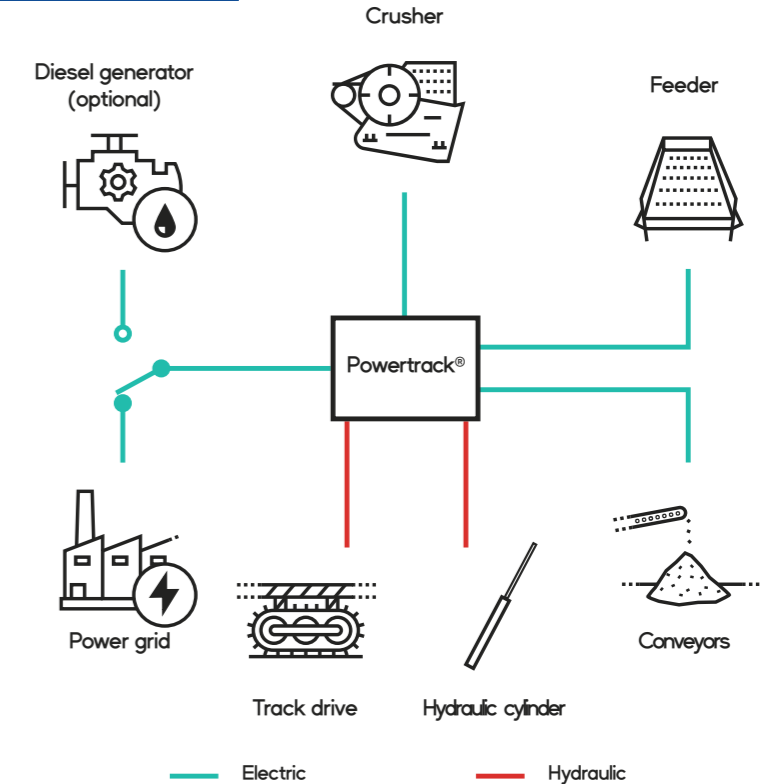 Crusher
Diesel generator
(optional)
Feeder
Powertrack®
Power grid
Conveyors
Track drive
Hydraulic cylinder
Electric
Hydraulic